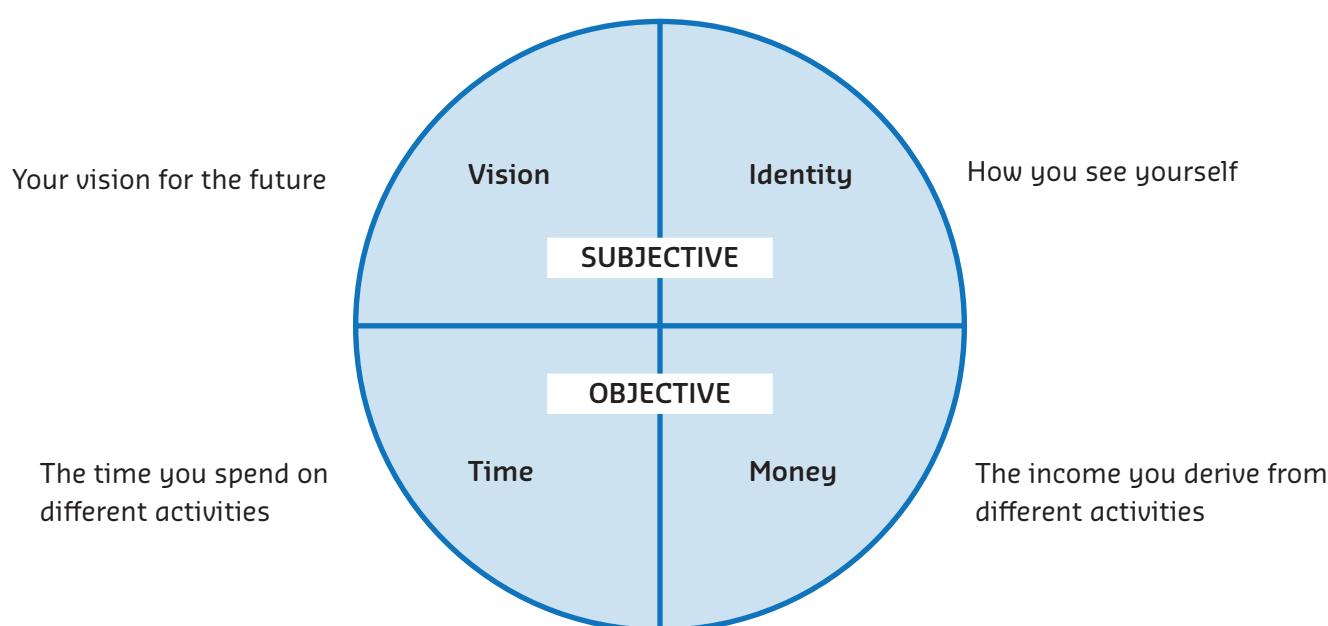 Your vision for the future
Vision
Identity
How you see yourself
SUBJECTIVE
OBJECTIVE
The time you spend on
different activities
Time
Money
The income you derive from
different activities